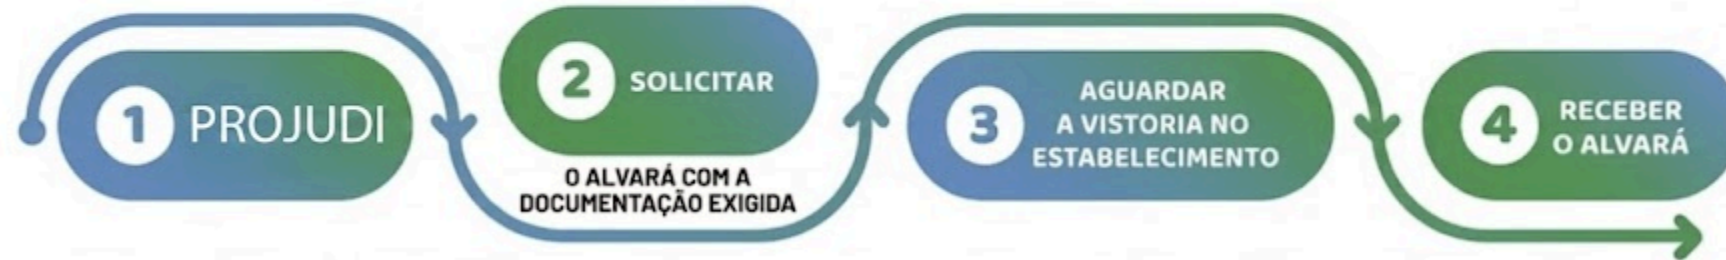 1 PROJUDI
2 SOLICITAR
O ALVARÁ COM A
DOCUMENTAÇÃO EXIGIDA
3 AGUARDAR
A VISTORIA NO
ESTABELECIMENTO
4 RECEBER
O ALVARÁ